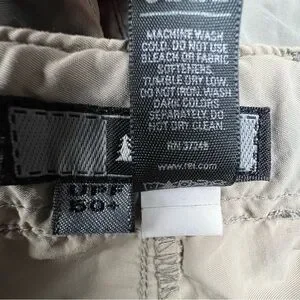 MACHINE WASH
COLD. DO NOT USE
BLEACH OR FABRIC
SOFTENERS
TUMBLE DRY LOW.
DO NOT IRON. WASH
DARK COLORS
SEPARATELY DO
NOT DRY CLEAN.
RN 37245
www.rei.com
UPF
50+